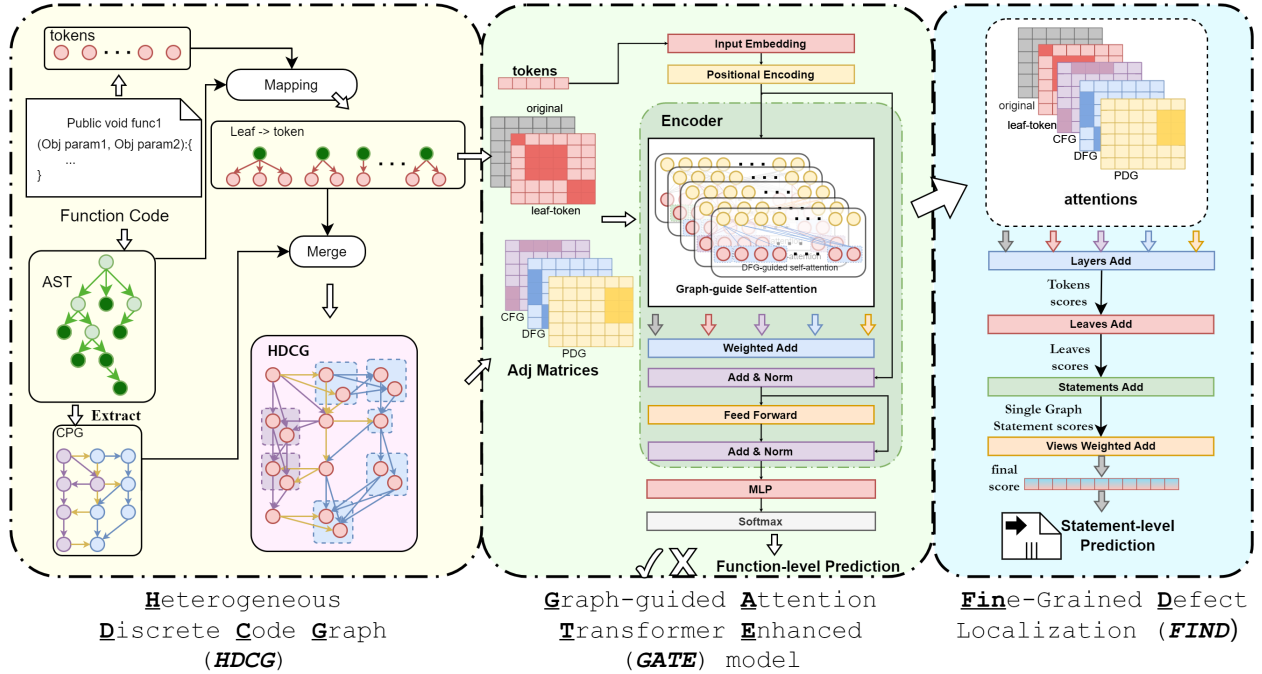 tokens
Mapping
Public void func1
(Obj param1, Obj param2):{
...
}
Leaf -> token
Function Code
Merge
AST
Extract
CPG
HDCG
Heterogeneous
Discrete Code Graph
(HDCG)
tokens
original
leaf-token
CFG
DFG
PDG
Adj Matrices
Input Embedding
Positional Encoding
Encoder
DFG-guided self-attention
Graph-guide Self-attention
Weighted Add
Add & Norm
Feed Forward
Add & Norm
MLP
Softmax
Function-level Prediction
Graph-guided Attention
Transformer Enhanced
(GATE) model
original
leaf-token
CFG
DFG
PDG
attentions
Layers Add
Tokens
scores
Leaves Add
Leaves
scores
Statements Add
Single Graph
Statement scores
Views Weighted Add
final
score
Statement-level
Prediction
Fine-Grained Defect
Localization (FIND)